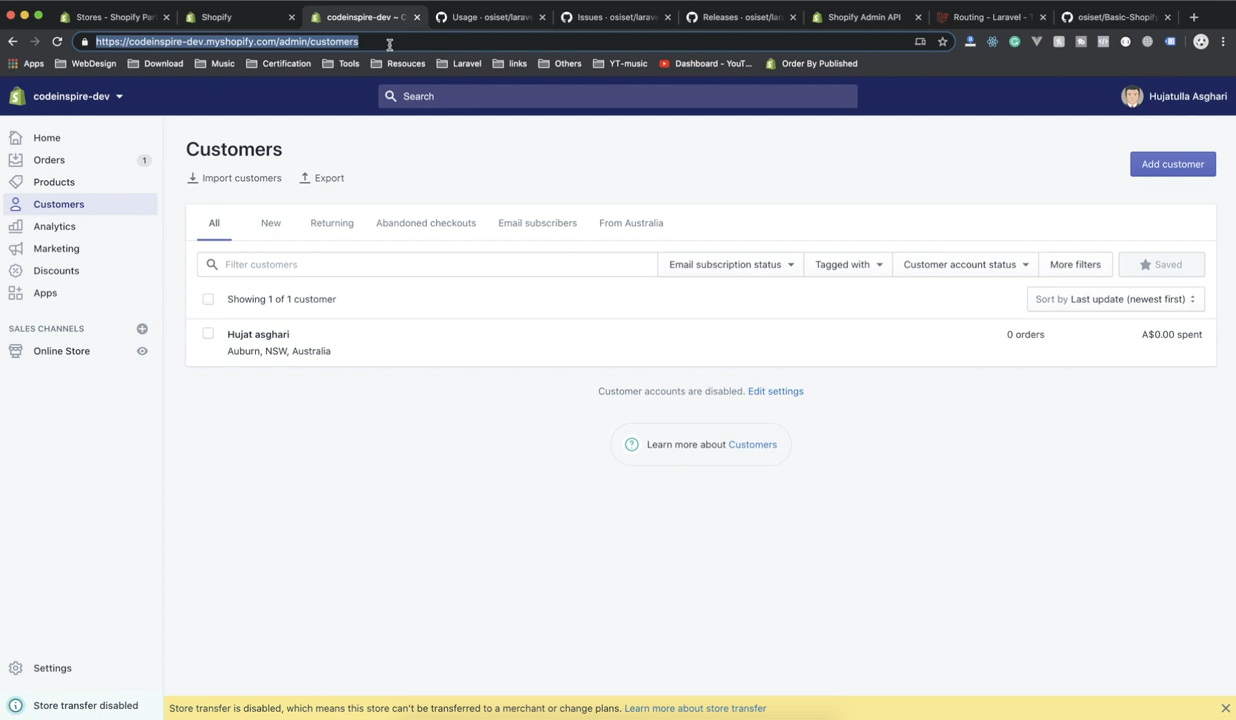 Stores - Shopify Par
Shopify
codeinspire-dev ~ C
Usage - osiset/larave
Issues - osiset/larave
Releases - osiset/lar
Shopify Admin API
Routing - Laravel - T
osiset/Basic-Shopify
https://codeinspire-dev.myshopify.com/admin/customers
Apps
WebDesign
Download
Music
Certification
Tools
Resouces
Laravel
links
Others
YT-music
Dashboard - YouT...
Order By Published
codeinspire-dev
Search
Hujatulla Asghari
Home
Orders
1
Products
Customers
Analytics
Marketing
Discounts
Apps
SALES CHANNELS
Online Store
Settings
Store transfer disabled
Customers
Import customers
Export
Add customer
All
New
Returning
Abandoned checkouts
Email subscribers
From Australia
Filter customers
Email subscription status
Tagged with
Customer account status
More filters
Saved
Showing 1 of 1 customer
Sort by Last update (newest first)
Hujat asghari
0 orders
A$0.00 spent
Auburn, NSW, Australia
Customer accounts are disabled. Edit settings
Learn more about Customers
Store transfer is disabled, which means this store can't be transferred to a merchant or change plans. Learn more about store transfer